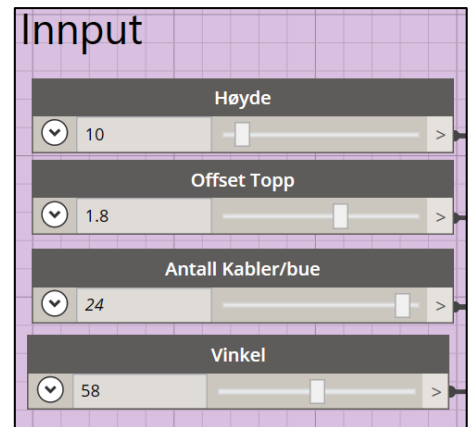 Innput
Høyde
10
>
Offset Topp
1.8
>
Antall Kabler/bue
24
>
Vinkel
58
>